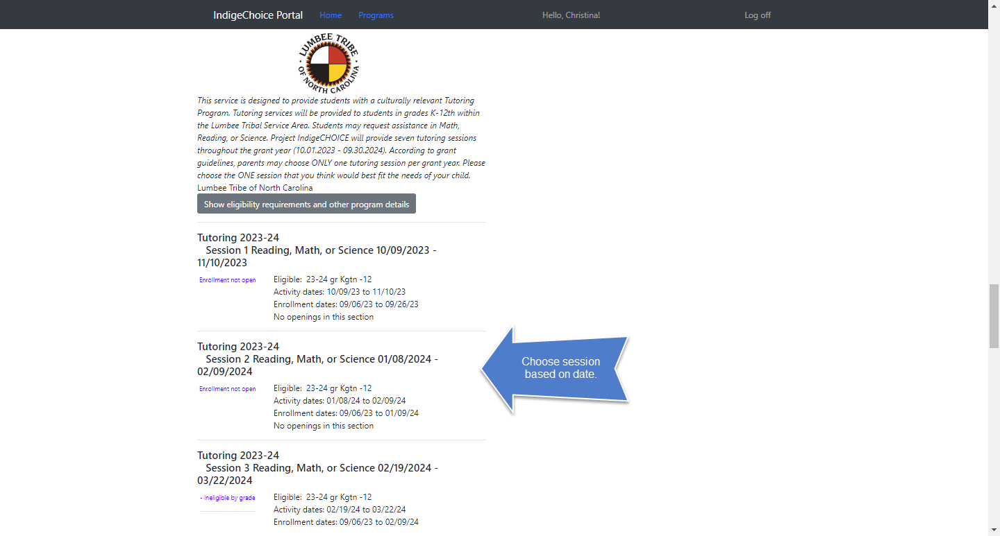 IndigeChoice Portal Home Programs Hello, Christina! Log off
LUMBEE TRIBE
OF NORTH CAROLINA
This service is designed to provide students with a culturally relevant Tutoring
Program. Tutoring services will be provided to students in grades K-12th within
the Lumbee Tribal Service Area. Students may request assistance in Math,
Reading, or Science. Project IndigeCHOICE will provide seven tutoring sessions
throughout the grant year (10.01.2023 - 09.30.2024). According to grant
guidelines, parents may choose ONLY one tutoring session per grant year. Please
choose the ONE session that you think would best fit the needs of your child.
Lumbee Tribe of North Carolina
Show eligibility requirements and other program details
Tutoring 2023-24
Session 1 Reading, Math, or Science 10/09/2023 -
11/10/2023
Enrollment not open
Eligible: 23-24 gr Kgtn -12
Activity dates: 10/09/23 to 11/10/23
Enrollment dates: 09/06/23 to 09/26/23
No openings in this section
Tutoring 2023-24
Session 2 Reading, Math, or Science 01/08/2024 -
02/09/2024
Enrollment not open
Eligible: 23-24 gr Kgtn -12
Activity dates: 01/08/24 to 02/09/24
Enrollment dates: 09/06/23 to 01/09/24
No openings in this section
Choose session
based on date.
Tutoring 2023-24
Session 3 Reading, Math, or Science 02/19/2024 -
03/22/2024
- Ineligible by grade
Eligible: 23-24 gr Kgtn -12
Activity dates: 02/19/24 to 03/22/24
Enrollment dates: 09/06/23 to 02/09/24